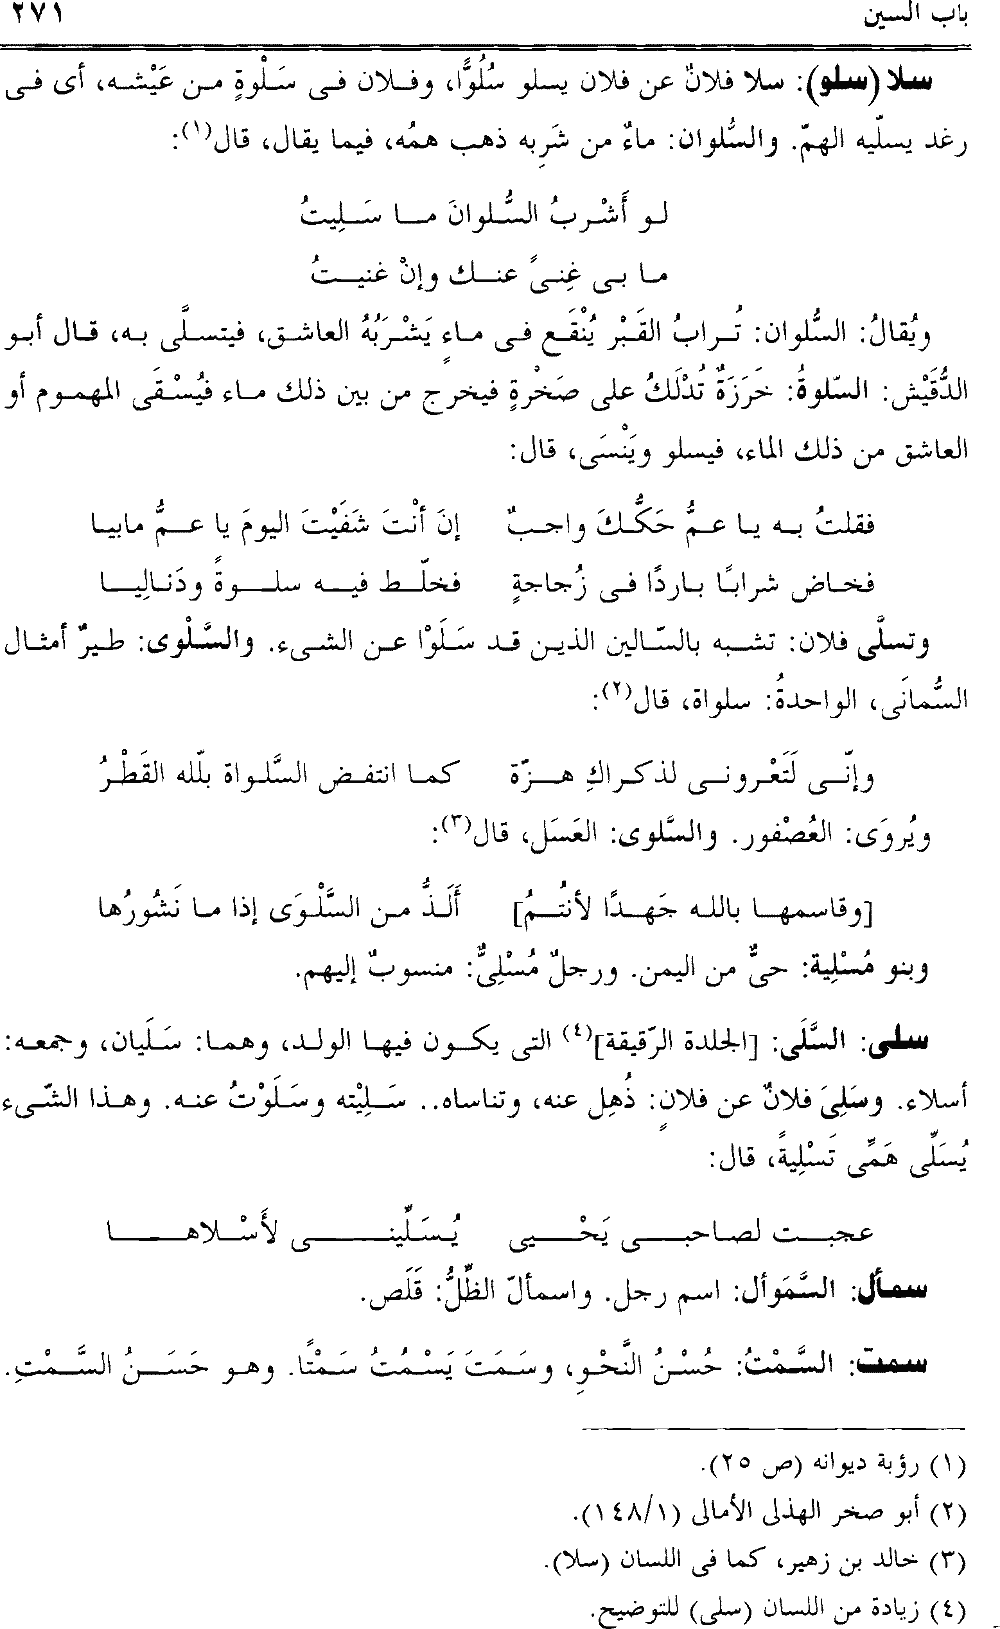 باب السين ٢٧١
سلا (سلو): سلا فلانٌ عن فلان يسلو سُلُوًّا، وفلان فى سَلْوةٍ من عَيْشه، أى فى
رغد يسلّيه الهمّ. والسُّلوان: ماءٌ من شَرِبه ذهب همُه، فيما يقال، قال(١):
لو أَشْربُ السُّلوانَ ما سَلِيتُ
ما بى غِنىً عنك وإنْ غنيتُ
ويُقالُ: السُّلوان: تُرابُ القَبْر يُنْقَع فى ماءٍ يَشْرَبُهُ العاشق، فيتسلَّى به، قال أبو
الدُّقَيْش: السّلوةُ: خَرَزَةٌ تُدْلَكُ على صَخْرةٍ فيخرج من بين ذلك ماء فيُسْقَى المهموم أو
العاشق من ذلك الماء، فيسلو ويَنْسَى، قال:
فقلتُ به يا عمُّ حَكُّكَ واجبٌ إنَ أنْتَ شَفَيْتَ اليومَ يا عمُّ مابيا
فخاض شرابًا باردًا فى زُجاجةٍ فخلّط فيه سلوةً ودَنالِيا
وتسلَّى فلان: تشبه بالسّالين الذين قد سَلَوْا عن الشىء. والسَّلْوى: طيرٌ أمثال
السُّمانَى، الواحدةُ: سلواة، قال(٢):
وإنّى لَتَعْرونى لذكراكِ هزّة كما انتفض السَّلواة بلّله القَطْرُ
ويُروَى: العُصْفور. والسَّلوى: العَسَل، قال(٣):
[وقاسمها بالله جَهدًا لأنتُمُ] أَلَذُّ من السَّلْوَى إذا ما نَشُورُها
وبنو مُسْلِية: حىٌّ من اليمن. ورجلٌ مُسْلِىٌّ: منسوبٌ إليهم.
سلى: السَّلَى: [الجلدة الرّقيقة](٤) التى يكون فيها الولد، وهما: سَلَيان، وجمعه:
أسلاء. وسَلِىَ فلانٌ عن فلانٍ: ذُهِل عنه، وتناساه.. سَلِيْته وسَلَوْتُ عنه. وهذا الشّىء
يُسَلِّى هَمِّى تَسْلِيةً، قال:
عجبت لصاحبى يَحْيى يُسَلِّينى لأَسْلاها
سمأل: السَّمَوأل: اسم رجل. واسمألّ الظِّلُّ: قَلَص.
سمت: السَّمْتُ: حُسْنُ النَّحْوِ، وسَمَتَ يَسْمُتُ سَمْتًا. وهو حَسَنُ السَّمْتِ.
(١) رؤبة ديوانه (ص ٢٥).
(٢) أبو صخر الهذلى الأمالى (١/١٤٨).
(٣) خالد بن زهير، كما فى اللسان (سلا).
(٤) زيادة من اللسان (سلى) للتوضيح.